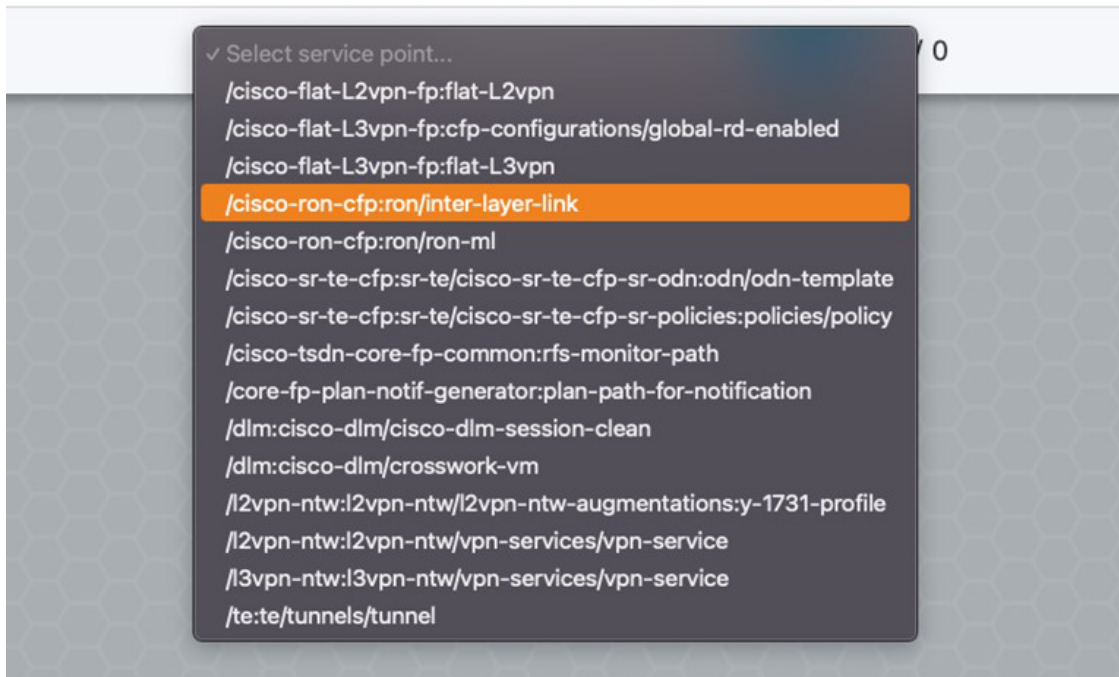 ✓ Select service point...
/ 0
/cisco-flat-L2vpn-fp:flat-L2vpn
/cisco-flat-L3vpn-fp:cfp-configurations/global-rd-enabled
/cisco-flat-L3vpn-fp:flat-L3vpn
/cisco-ron-cfp:ron/inter-layer-link
/cisco-ron-cfp:ron/ron-ml
/cisco-sr-te-cfp:sr-te/cisco-sr-te-cfp-sr-odn:odn/odn-template
/cisco-sr-te-cfp:sr-te/cisco-sr-te-cfp-sr-policies:policies/policy
/cisco-tsdn-core-fp-common:rfs-monitor-path
/core-fp-plan-notif-generator:plan-path-for-notification
/dlm:cisco-dlm/cisco-dlm-session-clean
/dlm:cisco-dlm/crosswork-vm
/l2vpn-ntw:l2vpn-ntw/l2vpn-ntw-augmentations:y-1731-profile
/l2vpn-ntw:l2vpn-ntw/vpn-services/vpn-service
/l3vpn-ntw:l3vpn-ntw/vpn-services/vpn-service
/te:te/tunnels/tunnel